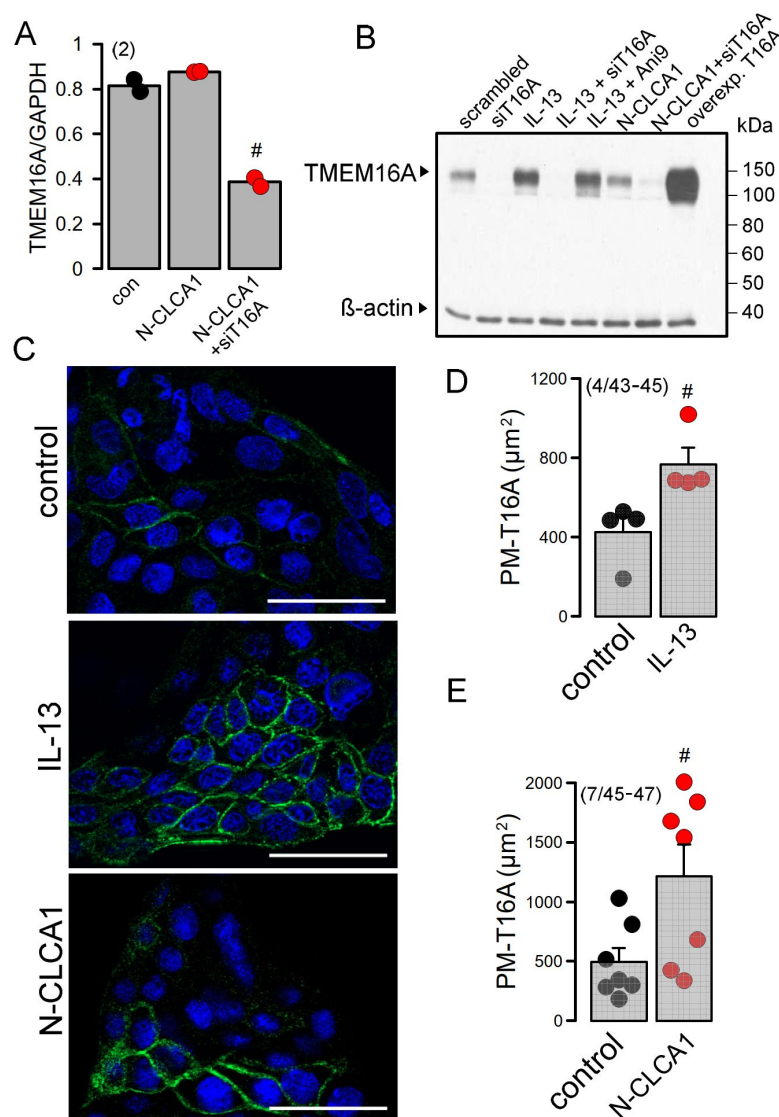 A
TMEM16A/GAPDH
1
0.8
0.6
0.4
0.2
0
(2)
#
con
N-CLCA1
N-CLCA1
+siT16A
B
scrambled
siT16A
IL-13
IL-13 + siT16A
IL-13 + Ani9
N-CLCA1
N-CLCA1+siT16A
overexp. T16A
kDa
TMEM16A
150
100
80
60
50
40
ß-actin
C
control
IL-13
N-CLCA1
D
PM-T16A (µm²)
1200
800
400
0
(4/43-45)
#
control
IL-13
E
PM-T16A (µm²)
2000
1500
1000
500
0
(7/45-47)
#
control
N-CLCA1